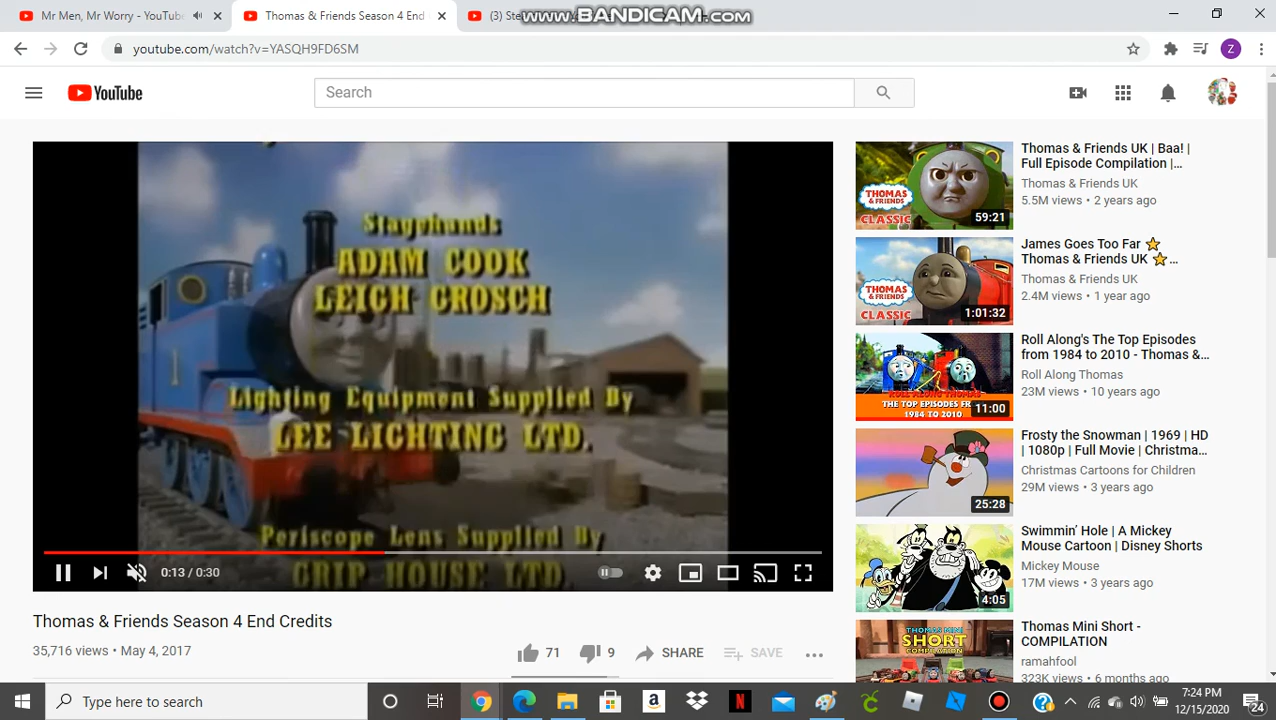 Mr Men, Mr Worry - YouTube
Thomas & Friends Season 4 End
(3) Ste
www.BANDICAM.com
youtube.com/watch?v=YASQH9FD6SM
Z
YouTube
Search
Stagehands
ADAM COOK
Lighting Equipment Supplied By
LEE LIGHTING LTD.
Periscope Lens Supplied By
0:13 / 0:30
Thomas & Friends Season 4 End Credits
35,716 views • May 4, 2017
71
9
SHARE
SAVE
THOMAS & FRIENDS
CLASSIC
59:21
Thomas & Friends UK | Baa! |
Full Episode Compilation |...
Thomas & Friends UK
5.5M views • 2 years ago
THOMAS & FRIENDS
CLASSIC
1:01:32
James Goes Too Far ⭐
Thomas & Friends UK ⭐...
Thomas & Friends UK
2.4M views • 1 year ago
ROLL ALONG THOMAS
THE TOP EPISODES FROM
1984 TO 2010
11:00
Roll Along's The Top Episodes
from 1984 to 2010 - Thomas &...
Roll Along Thomas
23M views • 10 years ago
25:28
Frosty the Snowman | 1969 | HD
| 1080p | Full Movie | Christma...
Christmas Cartoons for Children
29M views • 3 years ago
4:05
Swimmin' Hole | A Mickey
Mouse Cartoon | Disney Shorts
Mickey Mouse
17M views • 3 years ago
THOMAS MINI
SHORT
COMPILATION
Thomas Mini Short -
COMPILATION
ramahfool
323K views • 6 months ago
Type here to search
7:24 PM
12/15/2020
24